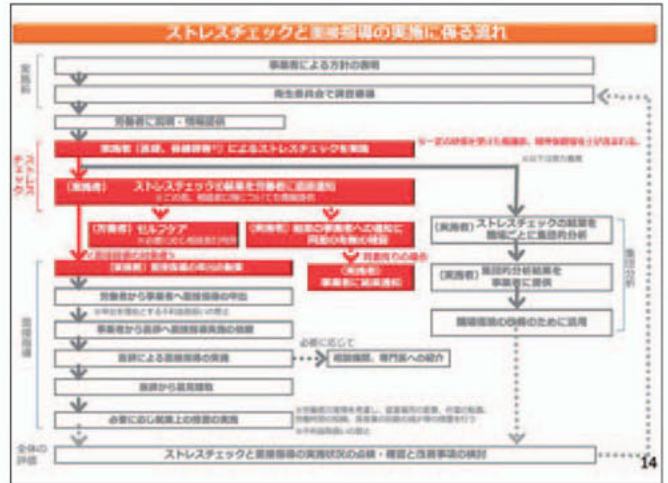 ストレスチェックと面接指導の実施に係る流れ
実施前
事業者による方針の表明
衛生委員会で調査審議
労働者に説明・情報提供
実施者(医師、保健師等*)によるストレスチェックを実施
ストレスチェック
(実施者) ストレスチェックの結果を労働者に直接通知
(労働者) セルフケア
(実施者) 結果の事業者への通知に
同意の有無の確認
(実施者)
事業者に結果通知
(実施者) 面接指導の申出の勧奨
面接指導
労働者から事業者へ面接指導の申出
事業者から医師へ面接指導実施の依頼
医師による面接指導の実施
必要に応じて
相談機関、専門医への紹介
医師から意見聴取
必要に応じ就業上の措置の実施
※不利益取扱いの禁止
(実施者) ストレスチェックの結果を
職場ごとに集団的分析
(実施者) 集団的分析結果を
事業者に提供
職場環境の改善のために活用
集団分析
全体の
評価
ストレスチェックと面接指導の実施状況の点検・確認と改善事項の検討
14